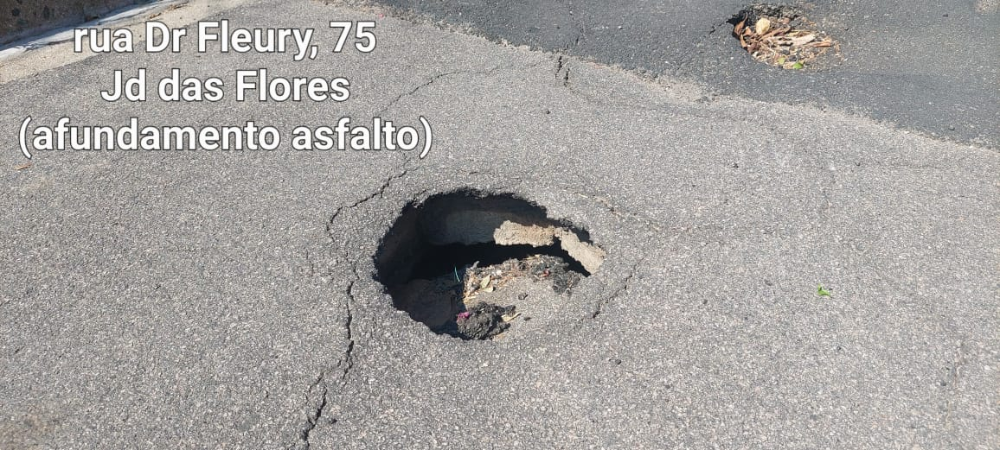 rua Dr Fleury, 75
Jd das Flores
(afundamento asfalto)